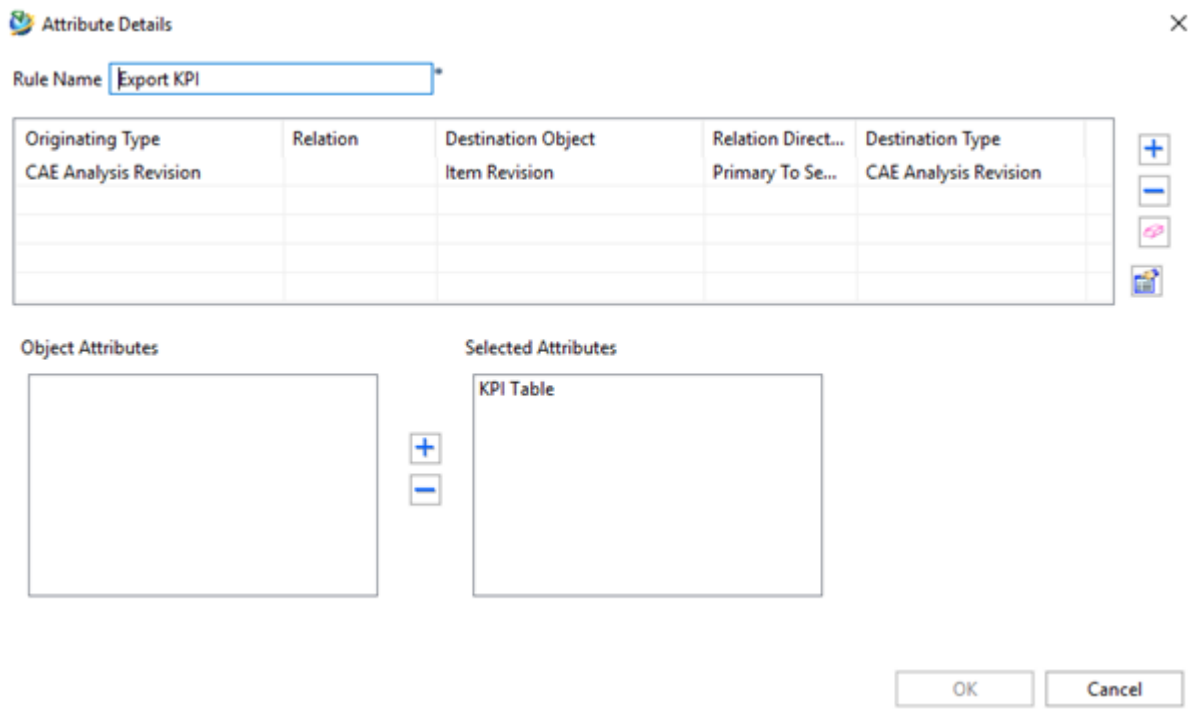 Attribute Details
Rule Name Export KPI *
Originating Type Relation Destination Object Relation Direct... Destination Type
CAE Analysis Revision Item Revision Primary To Se... CAE Analysis Revision
Object Attributes Selected Attributes
KPI Table
OK Cancel